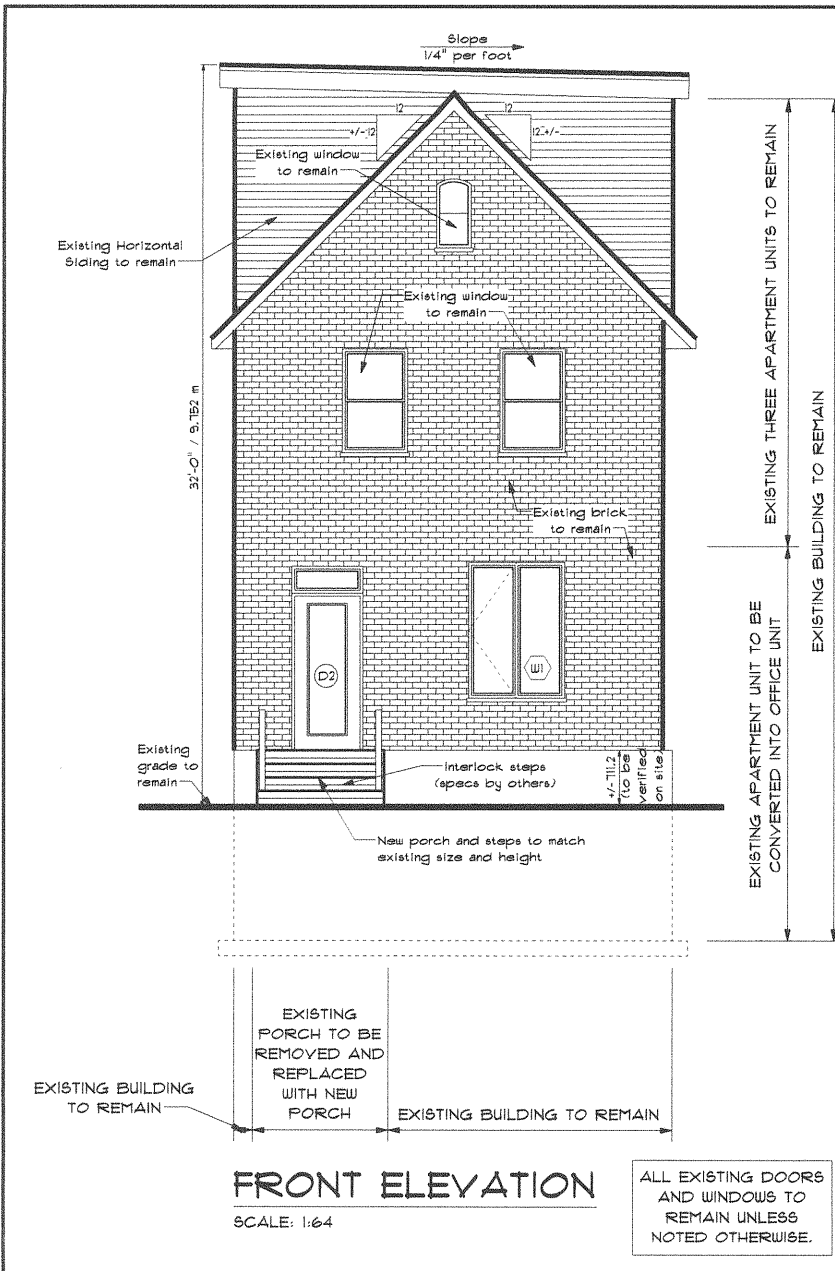 Slope
1/4" per foot
12
12
+/-12
12 +/-
Existing window
to remain
Existing Horizontal
Siding to remain
Existing window
to remain
32'-0" / 9.752 m
Existing brick
to remain
EXISTING THREE APARTMENT UNITS TO REMAIN
EXISTING BUILDING TO REMAIN
EXISTING APARTMENT UNIT TO BE
CONVERTED INTO OFFICE UNIT
D2
W1
Existing
grade to
remain
Interlock steps
(specs by others)
+/-711.2
(to be
verified
on site)
New porch and steps to match
existing size and height
EXISTING
PORCH TO BE
REMOVED AND
REPLACED
WITH NEW
PORCH
EXISTING BUILDING
TO REMAIN
EXISTING BUILDING TO REMAIN
FRONT ELEVATION
SCALE: 1:64
ALL EXISTING DOORS
AND WINDOWS TO
REMAIN UNLESS
NOTED OTHERWISE.